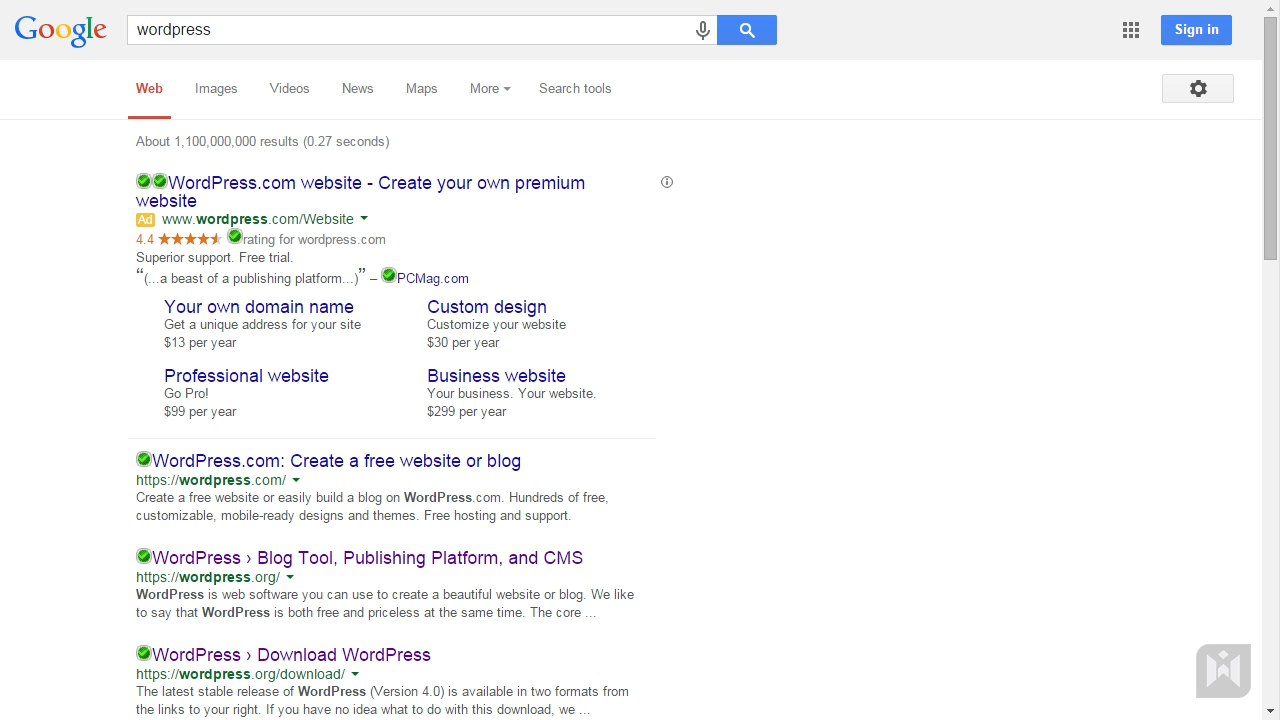 Google
wordpress
Sign in
Web Images Videos News Maps More Search tools
About 1,100,000,000 results (0.27 seconds)
WordPress.com website - Create your own premium
website
Ad www.wordpress.com/Website
4.4 ★★★★★ rating for wordpress.com
Superior support. Free trial.
“(...a beast of a publishing platform...)” – PCMag.com
Your own domain name
Get a unique address for your site
$13 per year
Custom design
Customize your website
$30 per year
Professional website
Go Pro!
$99 per year
Business website
Your business. Your website.
$299 per year
WordPress.com: Create a free website or blog
https://wordpress.com/
Create a free website or easily build a blog on WordPress.com. Hundreds of free,
customizable, mobile-ready designs and themes. Free hosting and support.
WordPress › Blog Tool, Publishing Platform, and CMS
https://wordpress.org/
WordPress is web software you can use to create a beautiful website or blog. We like
to say that WordPress is both free and priceless at the same time. The core ...
WordPress › Download WordPress
https://wordpress.org/download/
The latest stable release of WordPress (Version 4.0) is available in two formats from
the links to your right. If you have no idea what to do with this download, we ...